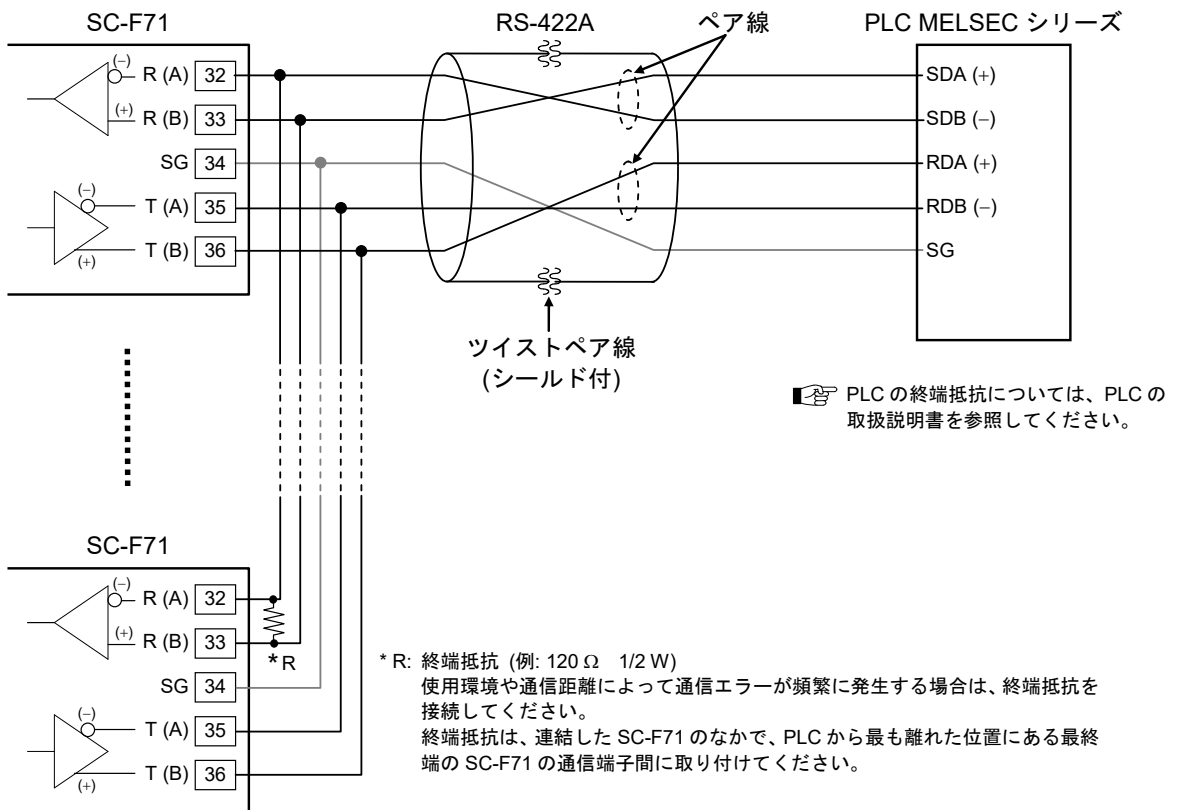 SC-F71
RS-422A
ペア線
PLC MELSEC シリーズ
(−)
R (A) 32
(+)
R (B) 33
SG 34
(−)
T (A) 35
T (B) 36
(+)
SDA (+)
SDB (−)
RDA (+)
RDB (−)
SG
ツイストペア線
(シールド付)
PLC の終端抵抗については、PLC の
取扱説明書を参照してください。
SC-F71
(−)
R (A) 32
(+)
R (B) 33
* R
SG 34
(−)
T (A) 35
T (B) 36
(+)
* R: 終端抵抗 (例: 120 Ω 1/2 W)
使用環境や通信距離によって通信エラーが頻繁に発生する場合は、終端抵抗を
接続してください。
終端抵抗は、連結した SC-F71 のなかで、PLC から最も離れた位置にある最終
端の SC-F71 の通信端子間に取り付けてください。